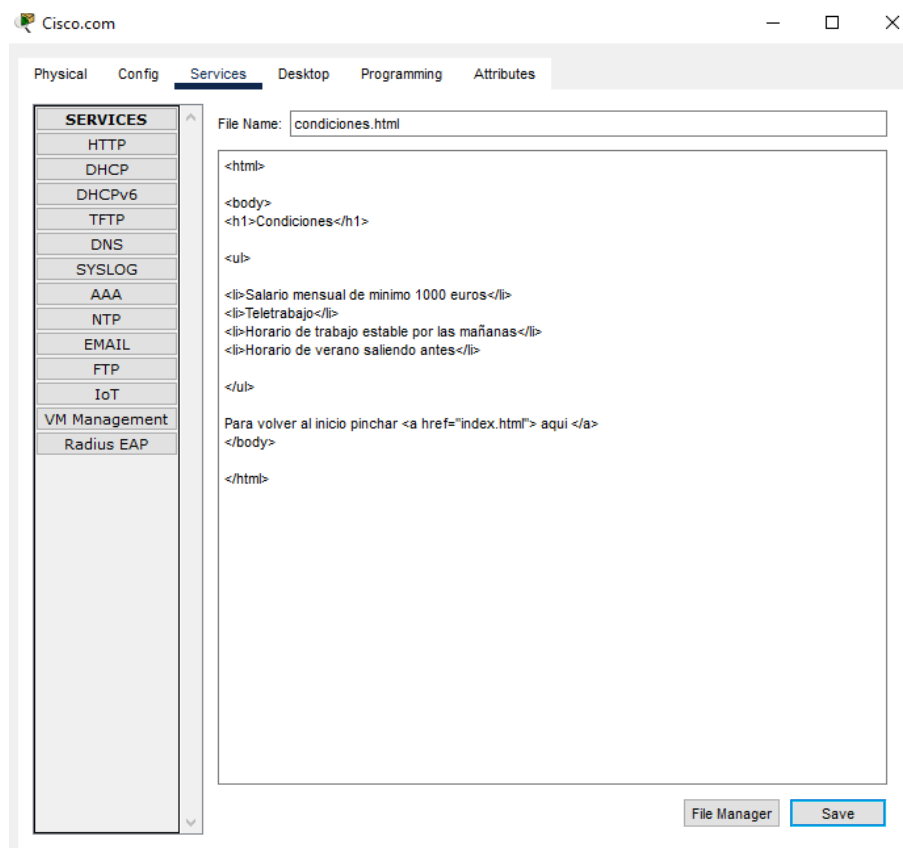 Cisco.com
Physical Config Services Desktop Programming Attributes
SERVICES
HTTP
DHCP
DHCPv6
TFTP
DNS
SYSLOG
AAA
NTP
EMAIL
FTP
IoT
VM Management
Radius EAP
File Name: condiciones.html
<html>
<body>
<h1>Condiciones</h1>
<ul>
<li>Salario mensual de minimo 1000 euros</li>
<li>Teletrabajo</li>
<li>Horario de trabajo estable por las mañanas</li>
<li>Horario de verano saliendo antes</li>
</ul>
Para volver al inicio pinchar <a href="index.html"> aqui </a>
</body>
</html>
File Manager Save